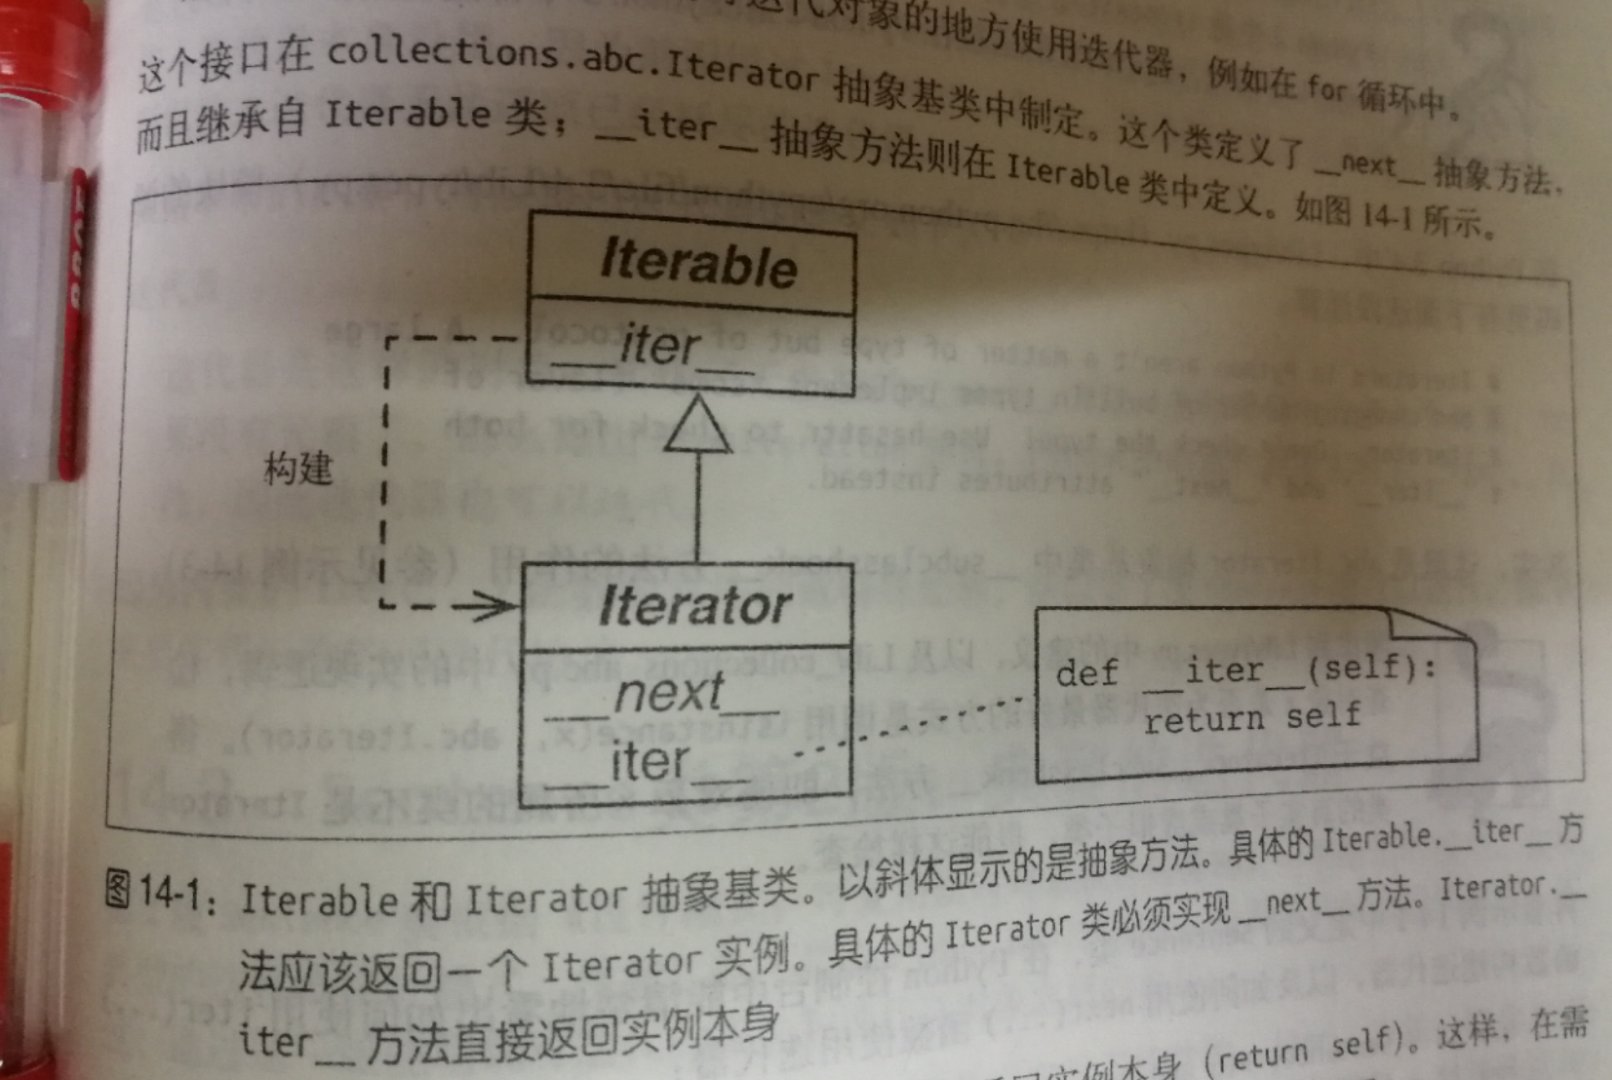 迭代对象的地方使用迭代器，例如在 for 循环中。
这个接口在 collections.abc.Iterator 抽象基类中制定。这个类定义了 __next__ 抽象方法，
而且继承自 Iterable 类；__iter__ 抽象方法则在 Iterable 类中定义。如图 14-1 所示。
Iterable
__iter__
构建
Iterator
__next__
__iter__
def __iter__(self):
return self
图 14-1：Iterable 和 Iterator 抽象基类。以斜体显示的是抽象方法。具体的 Iterable.__iter__ 方
法应该返回一个 Iterator 实例。具体的 Iterator 类必须实现 __next__ 方法。Iterator.__
iter__ 方法直接返回实例本身
实例本身（return self)。这样，在需